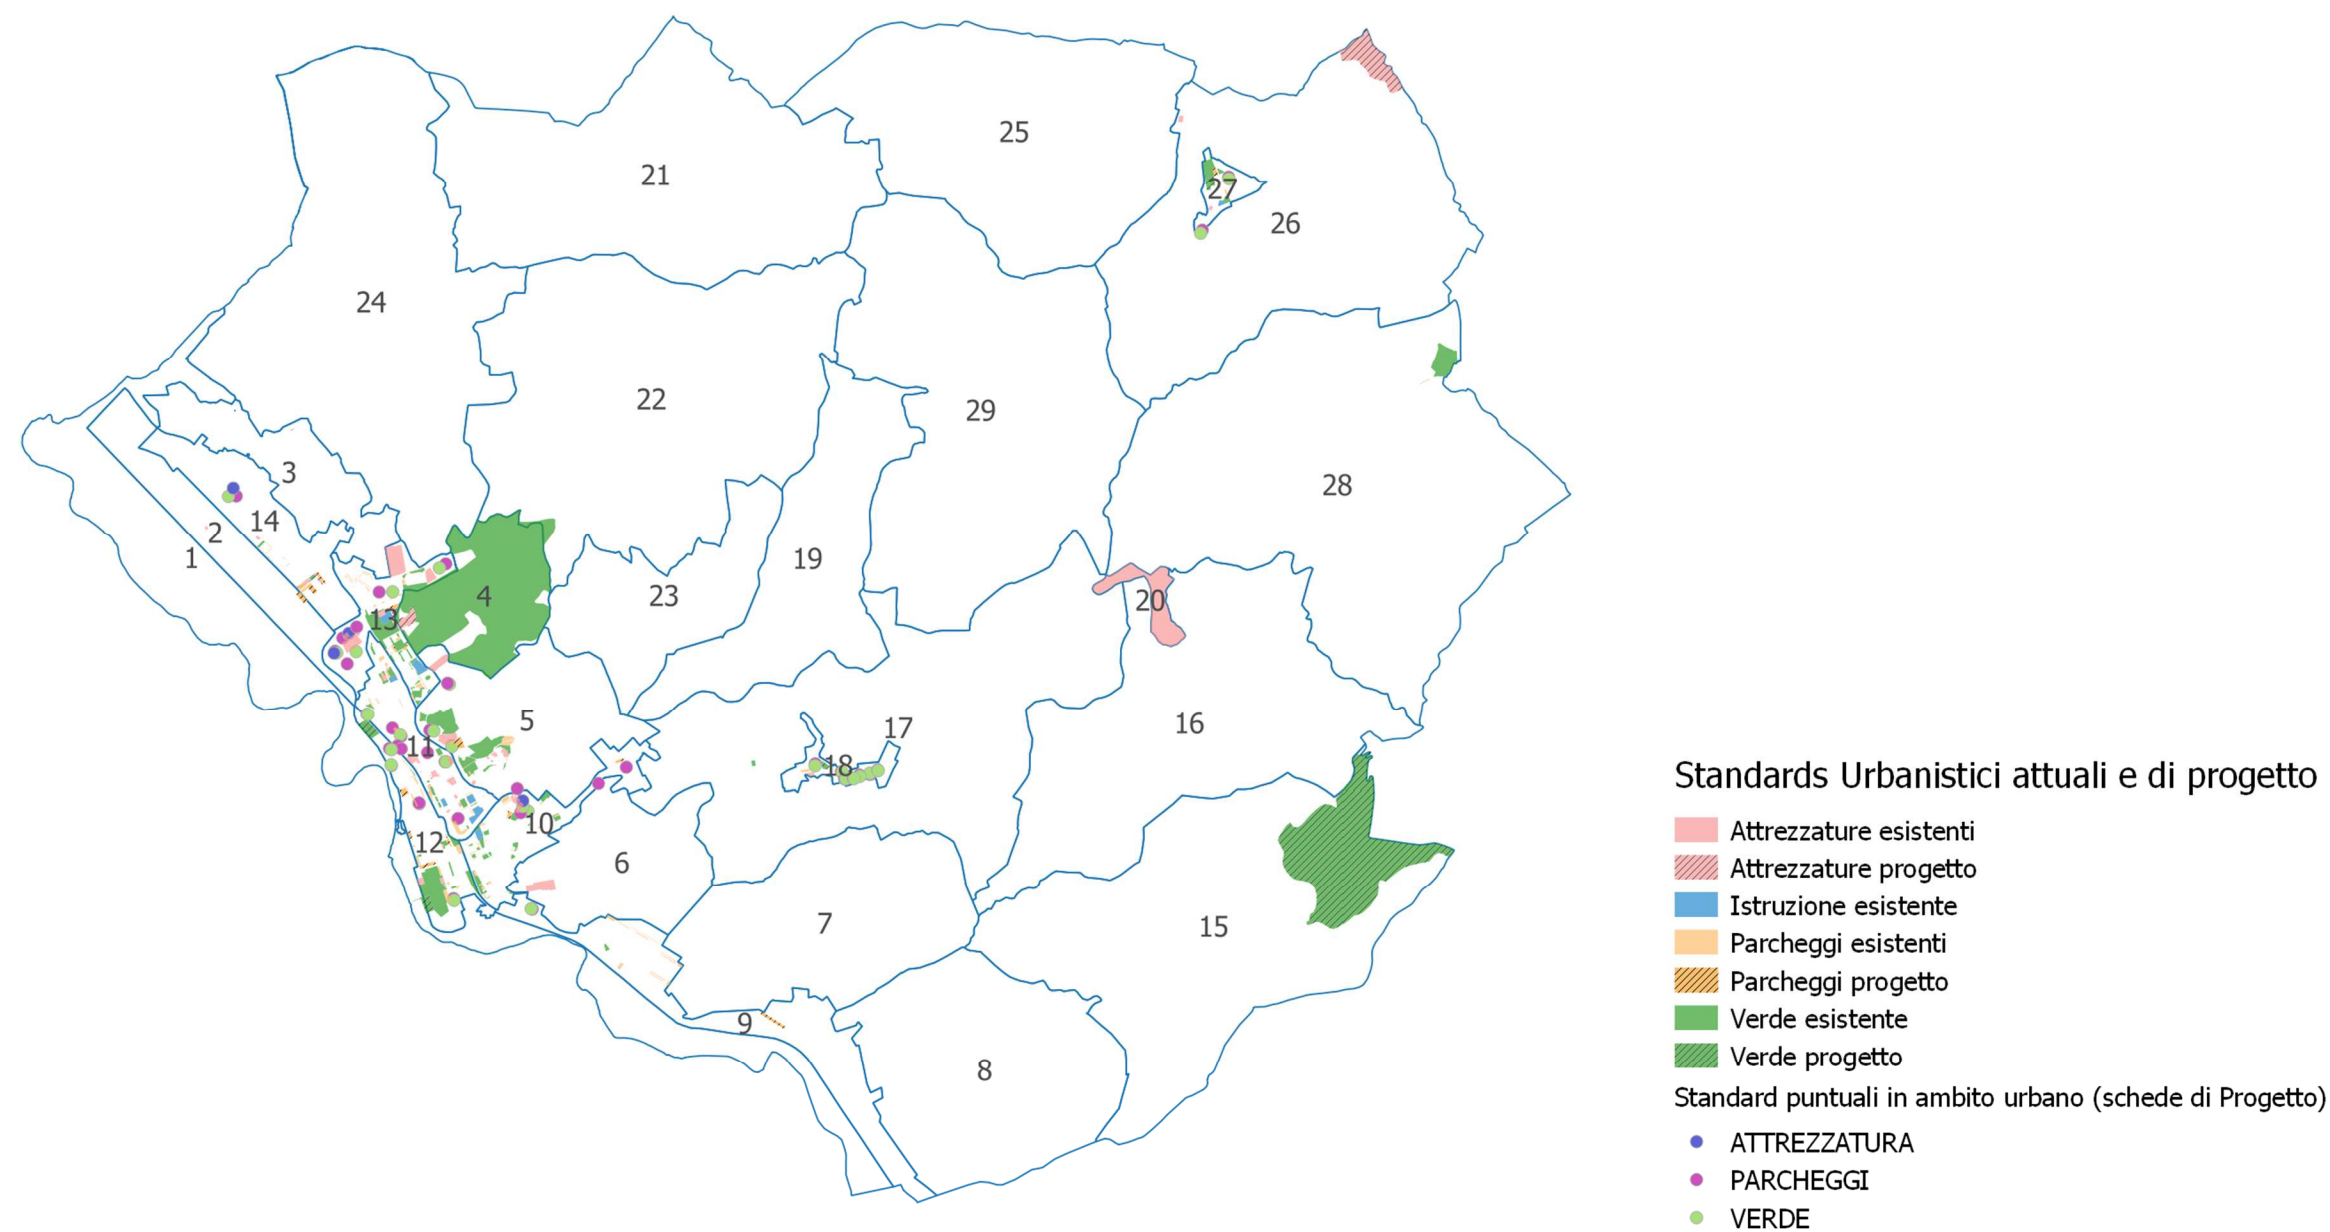 25
21
27
26
24
22
29
3
28
14
2
1
19
4
23
20
13
5
16
17
11
18
10
12
6
7
15
9
8
Standards Urbanistici attuali e di progetto
Attrezzature esistenti
Attrezzature progetto
Istruzione esistente
Parcheggi esistenti
Parcheggi progetto
Verde esistente
Verde progetto
Standard puntuali in ambito urbano (schede di Progetto)
ATTREZZATURA
PARCHEGGI
VERDE